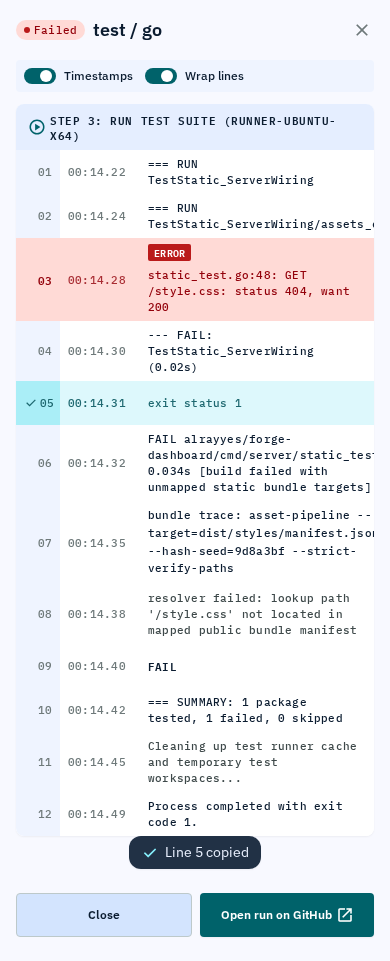 Failed test / go
Timestamps Wrap lines
STEP 3: RUN TEST SUITE (RUNNER-UBUNTU-
X64)
01 00:14.22 === RUN
TestStatic_ServerWiring
02 00:14.24 === RUN
TestStatic_ServerWiring/assets_
ERROR
03 00:14.28 static_test.go:48: GET
/style.css: status 404, want
200
04 00:14.30 --- FAIL:
TestStatic_ServerWiring
(0.02s)
05 00:14.31 exit status 1
06 00:14.32 FAIL alrayyes/forge-
dashboard/cmd/server/static_test
0.034s [build failed with
unmapped static bundle targets]
07 00:14.35 bundle trace: asset-pipeline --
target=dist/styles/manifest.json
--hash-seed=9d8a3bf --strict-
verify-paths
08 00:14.38 resolver failed: lookup path
'/style.css' not located in
mapped public bundle manifest
09 00:14.40 FAIL
10 00:14.42 === SUMMARY: 1 package
tested, 1 failed, 0 skipped
11 00:14.45 Cleaning up test runner cache
and temporary test
workspaces...
12 00:14.49 Process completed with exit
code 1.
Line 5 copied
Close Open run on GitHub